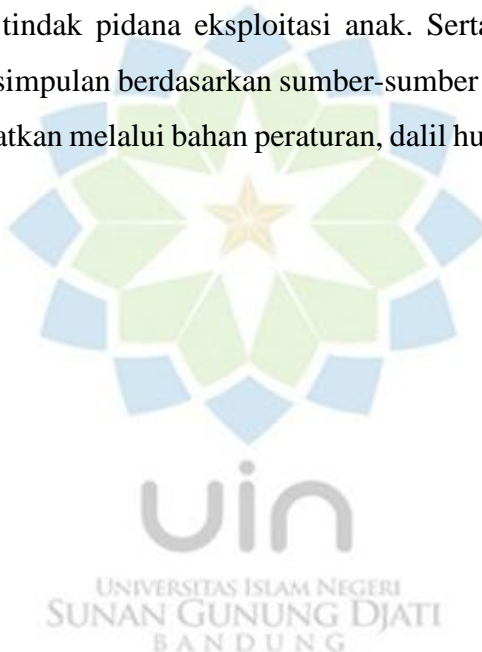 tindak pidana eksploitasi anak. Serta
simpulan berdasarkan sumber-sumber
atkan melalui bahan peraturan, dalil hu
uin
UNIVERSITAS ISLAM NEGERI
SUNAN GUNUNG DJATI
BANDUNG